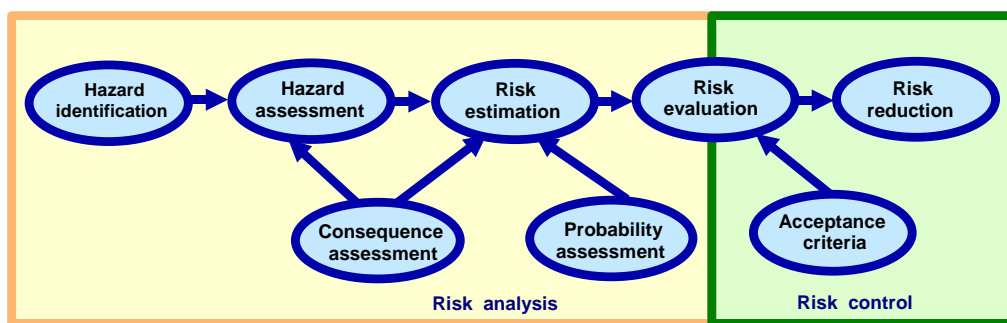 Hazard
identification
Hazard
assessment
Risk
estimation
Risk
evaluation
Risk
reduction
Consequence
assessment
Probability
assessment
Acceptance
criteria
Risk analysis
Risk control